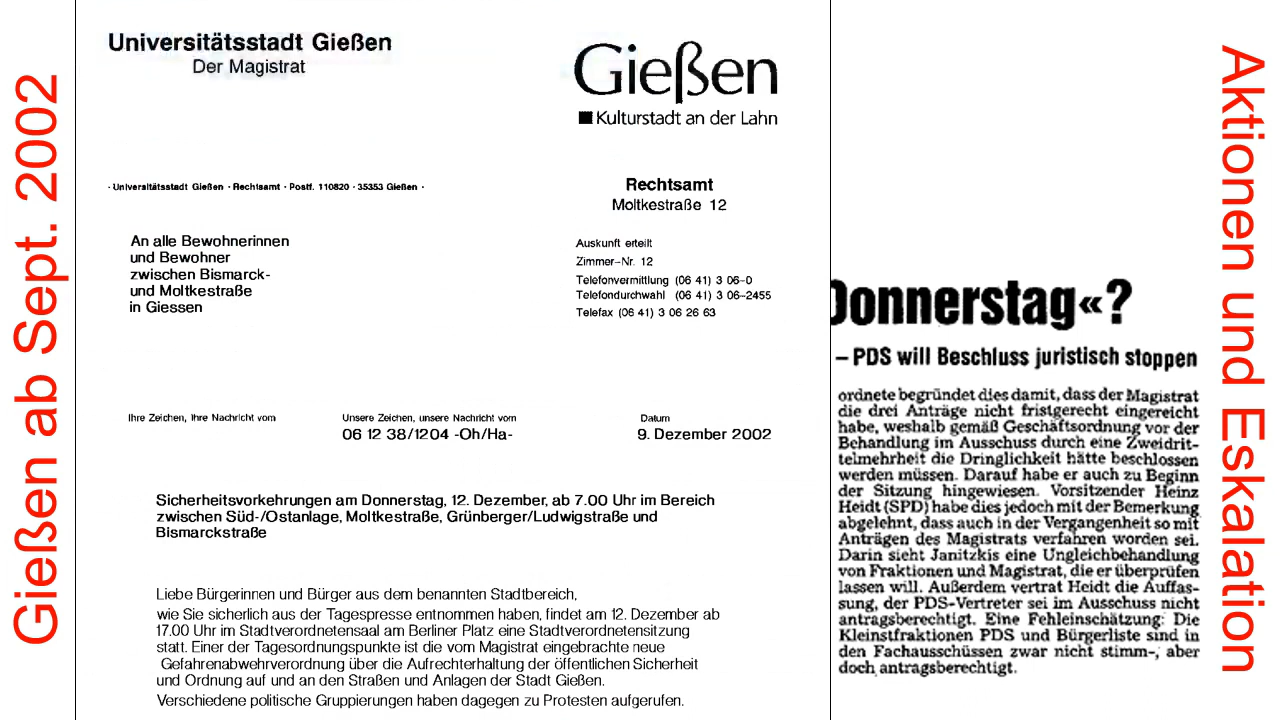 Gießen ab Sept. 2002
Universitätsstadt Gießen
Der Magistrat
Gießen
Kulturstadt an der Lahn
· Universitätsstadt Gießen · Rechtsamt · Postf. 110820 · 35353 Gießen ·
Rechtsamt
Moltkestraße 12
An alle Bewohnerinnen
und Bewohner
zwischen Bismarck-
und Moltkestraße
in Giessen
Auskunft erteilt
Zimmer-Nr. 12
Telefonvermittlung (06 41) 3 06-0
Telefondurchwahl (06 41) 3 06-2455
Telefax (06 41) 3 06 26 63
Ihre Zeichen, Ihre Nachricht vom
Unsere Zeichen, unsere Nachricht vom
Datum
06 12 38/1204 -Oh/Ha-
9. Dezember 2002
Sicherheitsvorkehrungen am Donnerstag, 12. Dezember, ab 7.00 Uhr im Bereich
zwischen Süd-/Ostanlage, Moltkestraße, Grünberger/Ludwigstraße und
Bismarckstraße
Liebe Bürgerinnen und Bürger aus dem benannten Stadtbereich,
wie Sie sicherlich aus der Tagespresse entnommen haben, findet am 12. Dezember ab
17.00 Uhr im Stadtverordnetensaal am Berliner Platz eine Stadtverordnetensitzung
statt. Einer der Tagesordnungspunkte ist die vom Magistrat eingebrachte neue
Gefahrenabwehrverordnung über die Aufrechterhaltung der öffentlichen Sicherheit
und Ordnung auf und an den Straßen und Anlagen der Stadt Gießen.
Verschiedene politische Gruppierungen haben dagegen zu Protesten aufgerufen.
Donnerstag«?
– PDS will Beschluss juristisch stoppen
ordnete begründet dies damit, dass der Magistrat
die drei Anträge nicht fristgerecht eingereicht
habe, weshalb gemäß Geschäftsordnung vor der
Behandlung im Ausschuss durch eine Zweidrit-
telmehrheit die Dringlichkeit hätte beschlossen
werden müssen. Darauf habe er auch zu Beginn
der Sitzung hingewiesen. Vorsitzender Heinz
Heidt (SPD) habe dies jedoch mit der Bemerkung
abgelehnt, dass auch in der Vergangenheit so mit
Anträgen des Magistrats verfahren worden sei.
Darin sieht Janitzkis eine Ungleichbehandlung
von Fraktionen und Magistrat, die er überprüfen
lassen will. Außerdem vertrat Heidt die Auffas-
sung, der PDS-Vertreter sei im Ausschuss nicht
antragsberechtigt. Eine Fehleinschätzung: Die
Kleinstfraktionen PDS und Bürgerliste sind in
den Fachausschüssen zwar nicht stimm-, aber
doch antragsberechtigt.
Aktionen und Eskalation